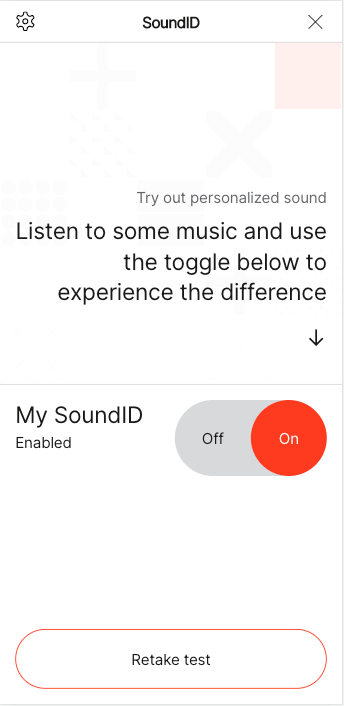 SoundID
Try out personalized sound
Listen to some music and use
the toggle below to
experience the difference
My SoundID
Enabled
Off
On
Retake test